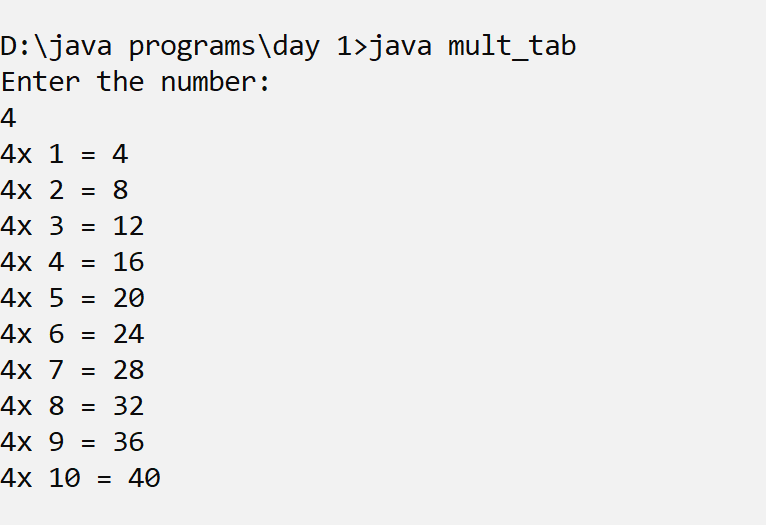 D:\java programs\day 1>java mult_tab
Enter the number:
4
4x 1 = 4
4x 2 = 8
4x 3 = 12
4x 4 = 16
4x 5 = 20
4x 6 = 24
4x 7 = 28
4x 8 = 32
4x 9 = 36
4x 10 = 40